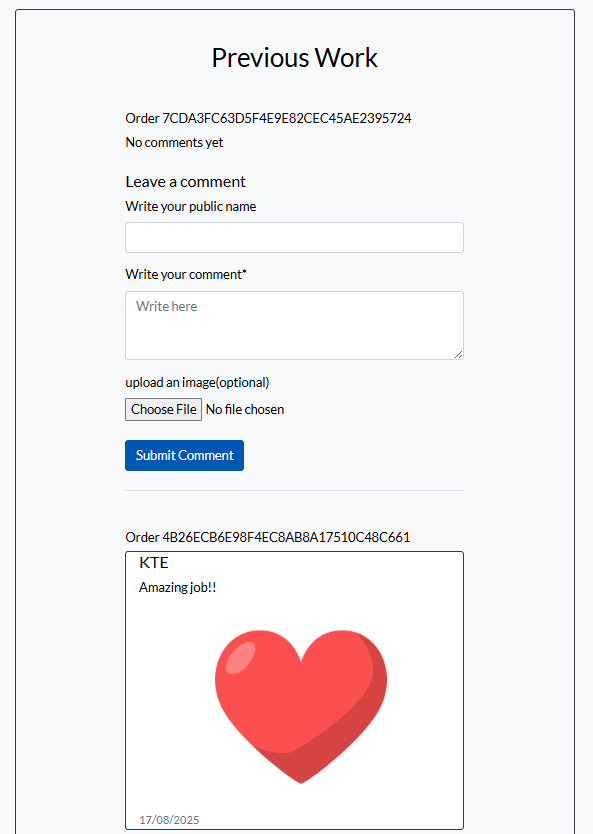 Previous Work
Order 7CDA3FC63D5F4E9E82CEC45AE2395724
No comments yet
Leave a comment
Write your public name
Write your comment*
Write here
upload an image(optional)
Choose File No file chosen
Submit Comment
Order 4B26ECB6E98F4EC8AB8A17510C48C661
KTE
Amazing job!!
17/08/2025